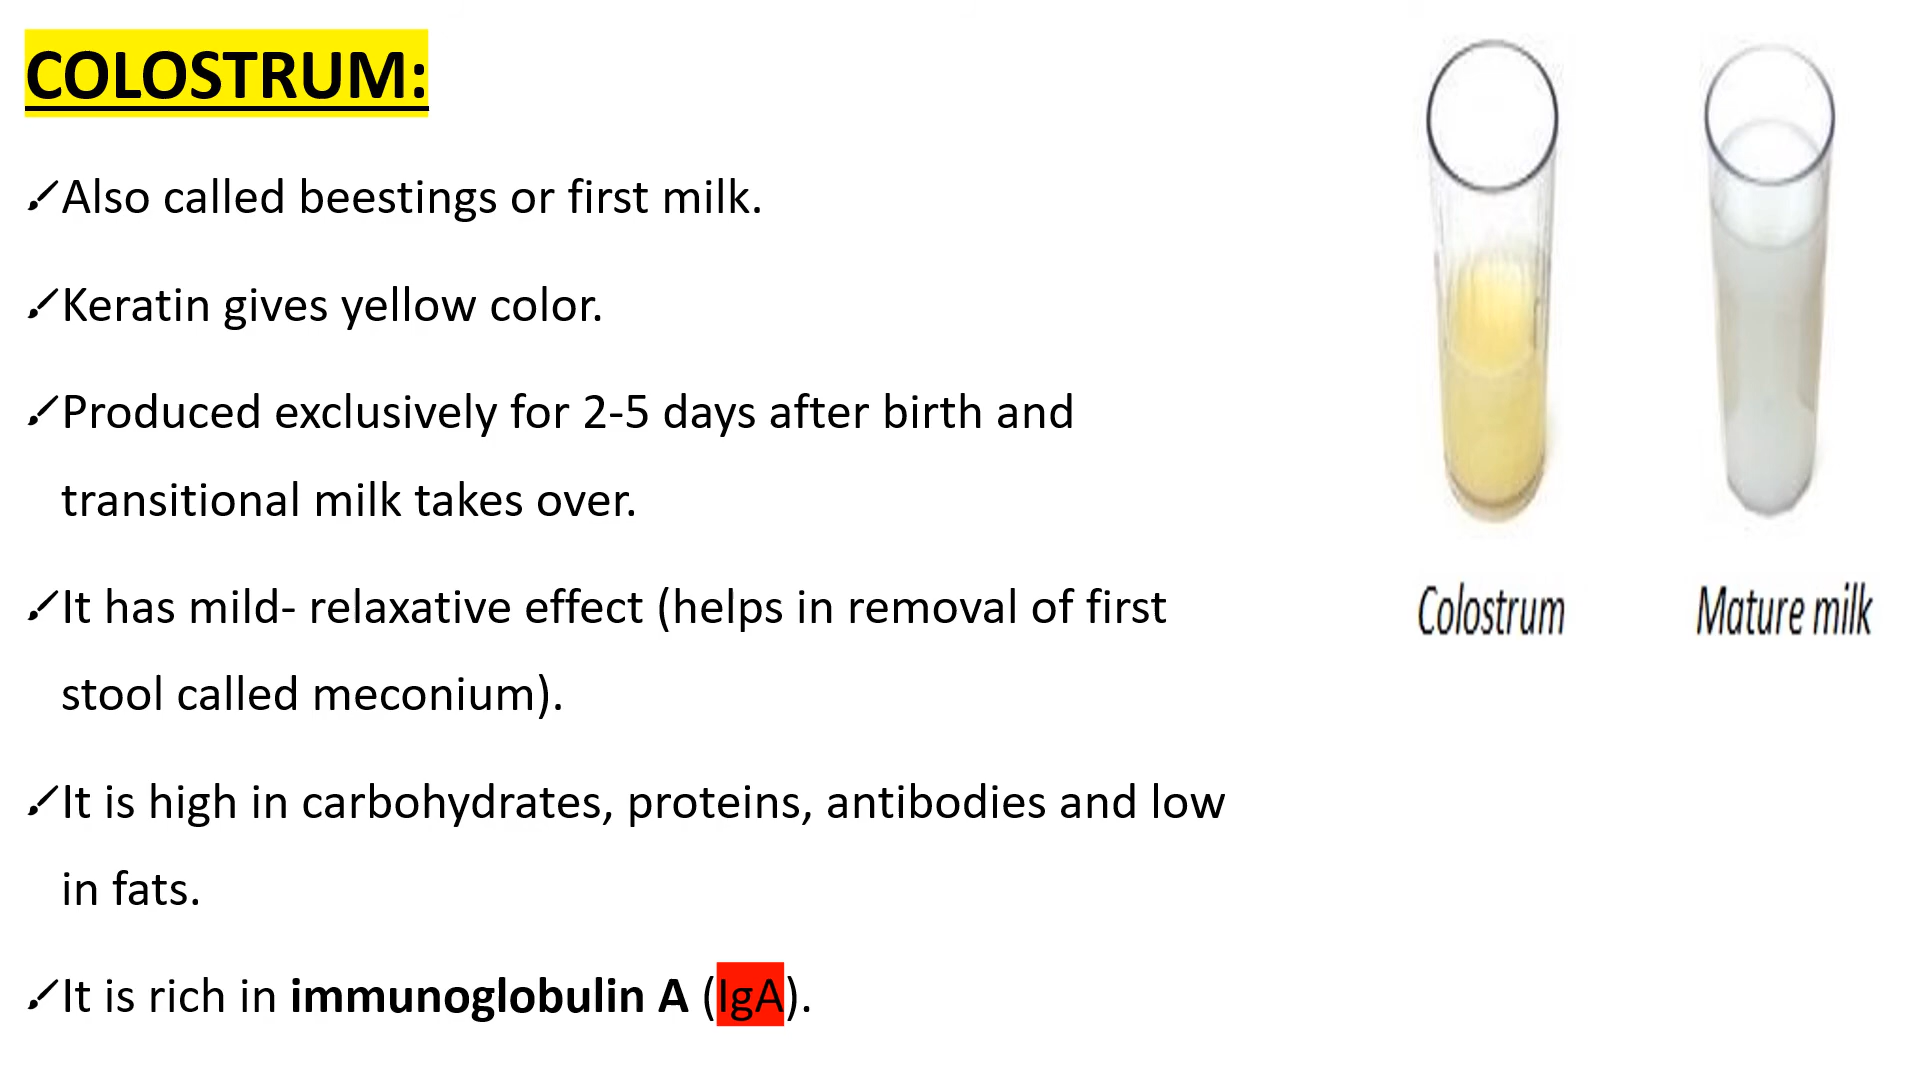 COLOSTRUM:
Also called beestings or first milk.
Keratin gives yellow color.
Produced exclusively for 2-5 days after birth and
transitional milk takes over.
It has mild- relaxative effect (helps in removal of first
stool called meconium).
It is high in carbohydrates, proteins, antibodies and low
in fats.
It is rich in immunoglobulin A (IgA).
Colostrum
Mature milk